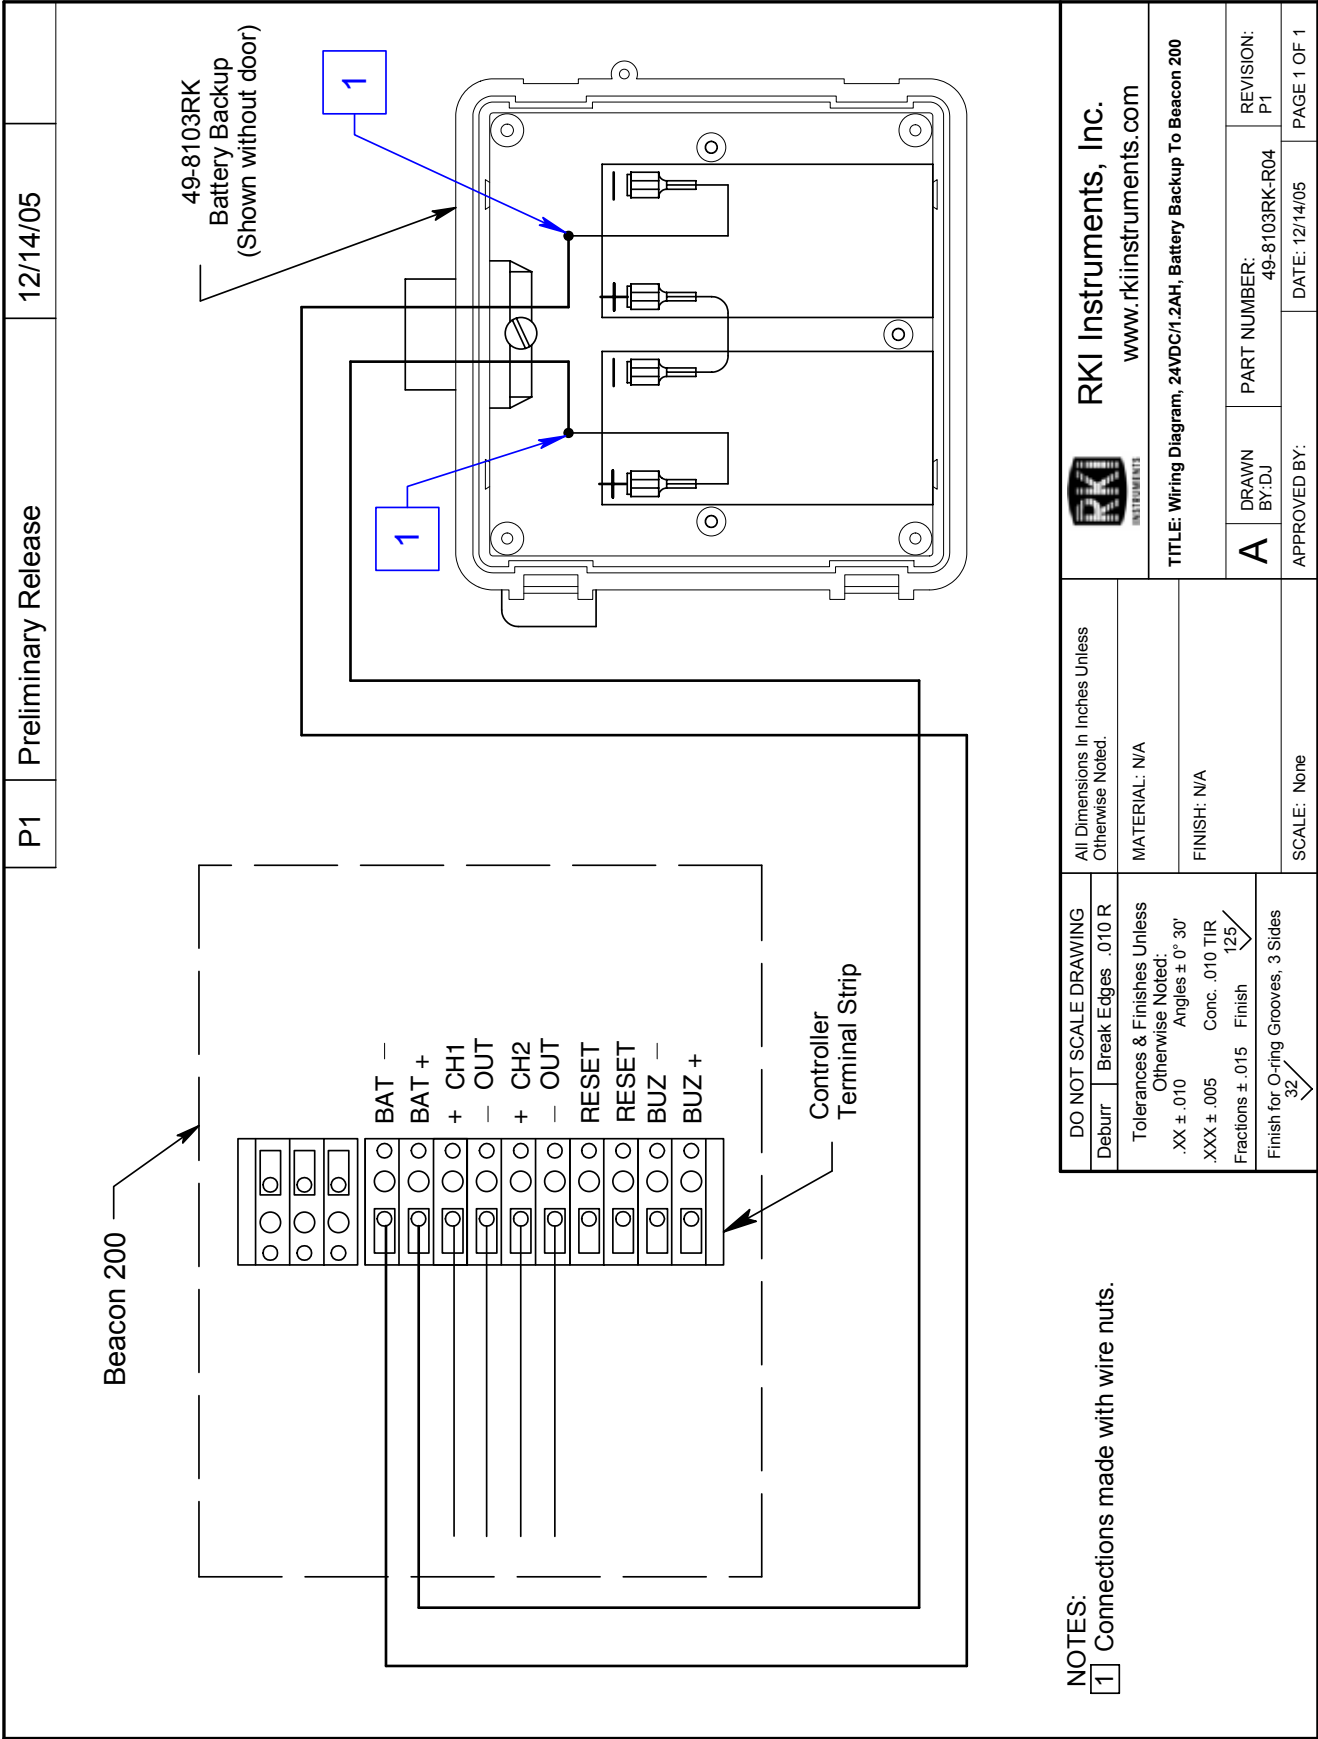 P1 Preliminary Release 12/14/05
Beacon 200
49-8103RK
Battery Backup
(Shown without door)
1
1
BAT −
BAT +
+ CH1
− OUT
+ CH2
− OUT
RESET
RESET
BUZ −
BUZ +
Controller
Terminal Strip
− + − +
NOTES:
1 Connections made with wire nuts.
DO NOT SCALE DRAWING
Deburr Break Edges .010 R
Tolerances & Finishes Unless
Otherwise Noted:
.XX ± .010 Angles ± 0° 30'
.XXX ± .005 Conc. .010 TIR
Fractions ± .015 Finish 125
Finish for O-ring Grooves, 3 Sides
32
All Dimensions In Inches Unless
Otherwise Noted.
MATERIAL: N/A
FINISH: N/A
SCALE: None
RKI
INSTRUMENTS
RKI Instruments, Inc.
www.rkiinstruments.com
TITLE: Wiring Diagram, 24VDC/1.2AH, Battery Backup To Beacon 200
A
DRAWN
BY:DJ
PART NUMBER:
49-8103RK-R04
REVISION:
P1
APPROVED BY:
DATE: 12/14/05
PAGE 1 OF 1